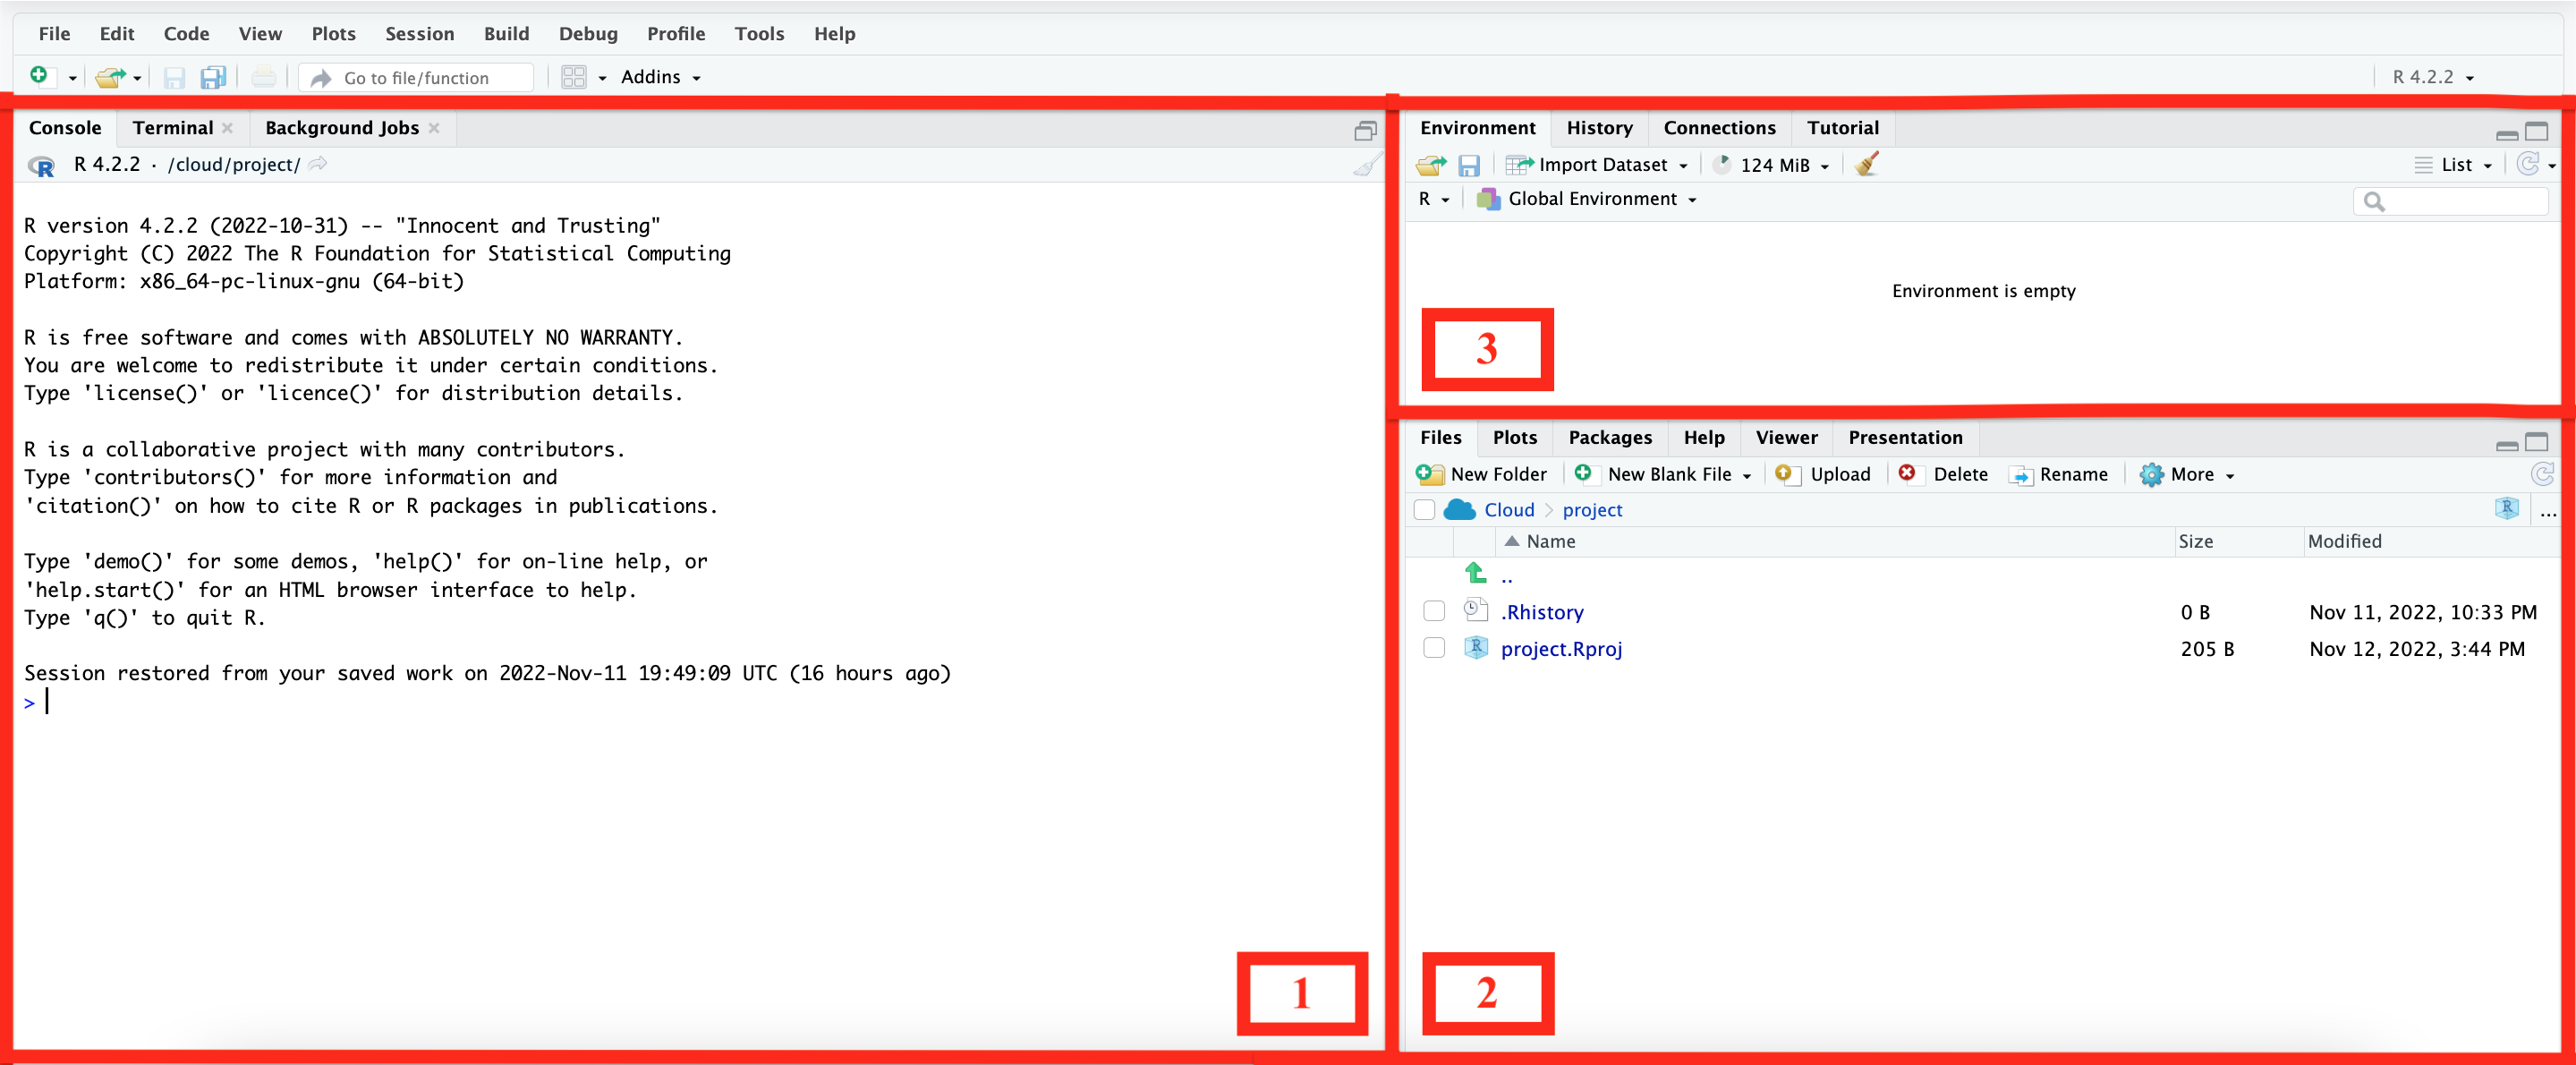 File Edit Code View Plots Session Build Debug Profile Tools Help
Go to file/function Addins R 4.2.2
Console Terminal Background Jobs
R 4.2.2 · /cloud/project/
R version 4.2.2 (2022-10-31) -- "Innocent and Trusting"
Copyright (C) 2022 The R Foundation for Statistical Computing
Platform: x86_64-pc-linux-gnu (64-bit)
R is free software and comes with ABSOLUTELY NO WARRANTY.
You are welcome to redistribute it under certain conditions.
Type 'license()' or 'licence()' for distribution details.
R is a collaborative project with many contributors.
Type 'contributors()' for more information and
'citation()' on how to cite R or R packages in publications.
Type 'demo()' for some demos, 'help()' for on-line help, or
'help.start()' for an HTML browser interface to help.
Type 'q()' to quit R.
Session restored from your saved work on 2022-Nov-11 19:49:09 UTC (16 hours ago)
>
1
Environment History Connections Tutorial
Import Dataset 124 MiB List
R Global Environment
Environment is empty
3
Files Plots Packages Help Viewer Presentation
New Folder New Blank File Upload Delete Rename More
Cloud > project R ...
Name Size Modified
..
.Rhistory 0 B Nov 11, 2022, 10:33 PM
project.Rproj 205 B Nov 12, 2022, 3:44 PM
2